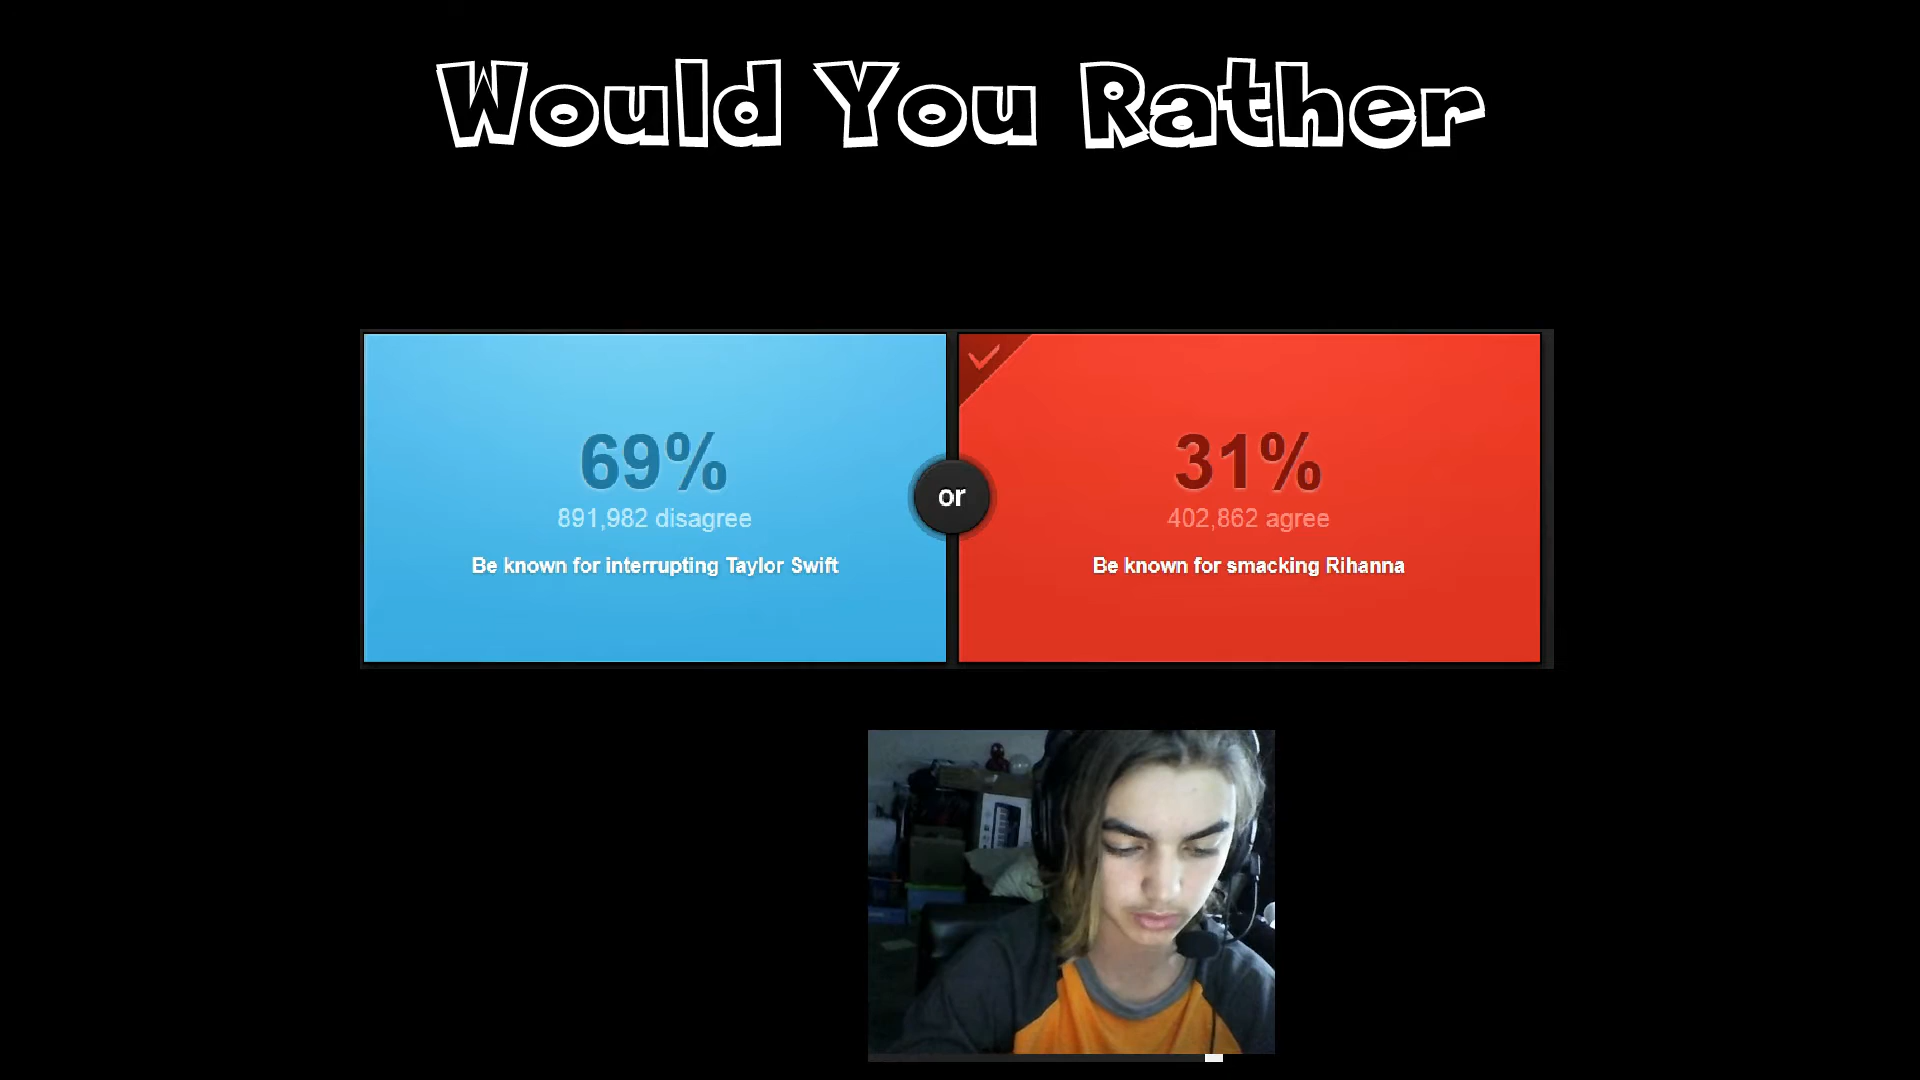 Would You Rather
69%
891,982 disagree
Be known for interrupting Taylor Swift
or
31%
402,862 agree
Be known for smacking Rihanna